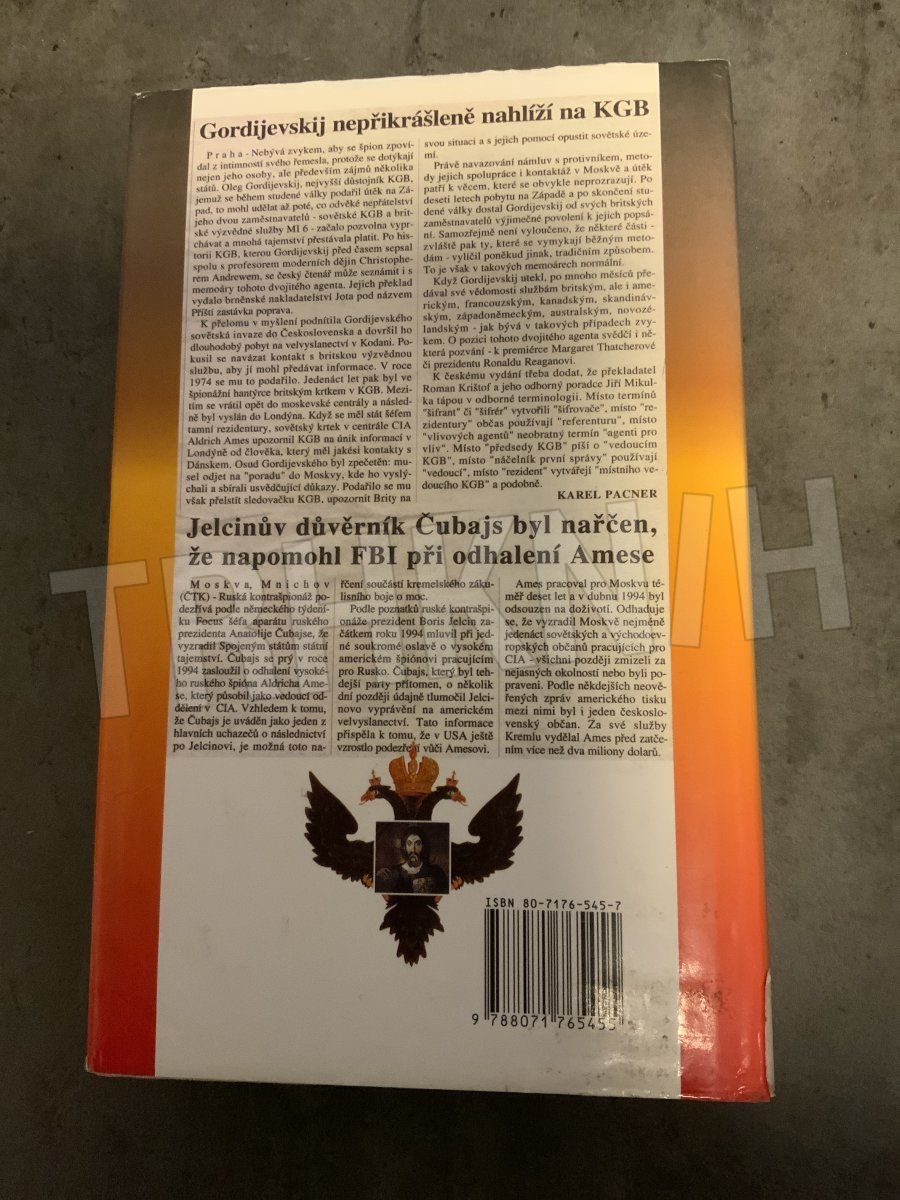 Gordijevskij nepřikrášleně nahlíží na KGB
Praha - Nebývá zvykem, aby se špion zpoví-
dal z intimností svého řemesla, protože se dotýkají
nejen jeho osoby, ale především zájmů několika
států. Oleg Gordijevskij, nejvyšší důstojník KGB,
jemuž se během studené války podařil útěk na Zá-
pad, to mohl udělat až poté, co odvěké nepřátelství
jeho dvou zaměstnavatelů - sovětské KGB a brit-
ské výzvědné služby MI 6 - začalo pozvolna vypr-
chávat a mnohá tajemství přestávala platit. Po his-
torii KGB, kterou Gordijevskij před časem sepsal
spolu s profesorem moderních dějin Christophe-
rem Andrewem, se český čtenář může seznámit i s
memoáry tohoto dvojitého agenta. Jejich překlad
vydalo brněnské nakladatelství Jota pod názvem
Příští zastávka poprava.
K přelomu v myšlení podnítila Gordijevského
sovětská invaze do Československa a dovršil ho
dlouhodobý pobyt na velvyslanectví v Kodani. Po-
kusil se navázat kontakt s britskou výzvědnou
službu, aby jí mohl předávat informace. V roce
1974 se mu to podařilo. Jedenáct let pak byl ve
špionážní hantýrce britským krtkem v KGB. Mezi-
tím se vrátil opět do moskevské centrály a násled-
ně byl vyslán do Londýna. Když se měl stát šéfem
tamní rezidentury, sovětský krtek v centrále CIA
Aldrich Ames upozornil KGB na únik informací v
Londýně od člověka, který měl jakési kontakty s
Dánskem. Osud Gordijevského byl zpečetěn: mu-
sel odjet na "poradu" do Moskvy, kde ho vyslý-
chali a sbírali usvědčující důkazy. Podařilo se mu
však přelstít sledovačku KGB, upozornit Brity na
svou situaci a s jejich pomocí opustit sovětské úze-
mí.
Právě navazování námluv s protivníkem, meto-
dy jejich spolupráce i kontaktáž v Moskvě a útěk
patří k věcem, které se obvykle neprozrazují. Po
deseti letech pobytu na Západě a po skončení stu-
dené války dostal Gordijevskij od svých britských
zaměstnavatelů výjimečné povolení k jejich popsá-
ní. Samozřejmě není vyloučeno, že některé části -
zvláště pak ty, které se vymykají běžným meto-
dám - vylíčil poněkud jinak, tradičním způsobem.
To je však v takových memoárech normální.
Když Gordijevskij utekl, po mnoho měsíců pře-
dával své vědomosti službám britským, ale i ame-
rickým, francouzským, kanadským, skandináv-
ským, západoněmeckým, australským, novozé-
landským - jak bývá v takových případech zvy-
kem. O pozici tohoto dvojitého agenta svědčí i ně-
která pozvání - k premiérce Margaret Thatcherové
či prezidentu Ronaldu Reaganovi.
K českému vydání třeba dodat, že překladatel
Roman Krištof a jeho odborný poradce Jiří Mikul-
ka tápou v odborné terminologii. Místo termínů
"šifrant" či "šifrér" vytvořili "šifrovače", místo "re-
zidentury" občas používají "referenturu", místo
"vlivových agentů" neobratný termín "agenti pro
vliv". Místo "předsedy KGB" píší o "vedoucím
KGB", místo "náčelník první správy" používají
"vedoucí", místo "rezident" vytvářejí "místního ve-
doucího KGB" a podobně.
KAREL PACNER
Jelcinův důvěrník Čubajs byl nařčen,
že napomohl FBI při odhalení Amese
Moskva, Mnichov
(ČTK) - Ruská kontrašpionáž po-
dezřívá podle německého týdení-
ku Focus šéfa aparátu ruského
prezidenta Anatolije Čubajse, že
vyzradil Spojeným státům státní
tajemství. Čubajs se prý v roce
1994 zasloužil o odhalení vysoké-
ho ruského špióna Aldricha Ame-
se, který působil jako vedoucí od-
dělení v CIA. Vzhledem k tomu,
že Čubajs je uváděn jako jeden z
hlavních uchazečů o následnictví
po Jelcinovi, je možná toto na-
řčení součástí kremelského záku-
lisního boje o moc.
Podle poznatků ruské kontrašpi-
onáže prezident Boris Jelcin za-
čátkem roku 1994 mluvil při jed-
né soukromé oslavě o vysokém
americkém špiónovi pracujícím
pro Rusko. Čubajs, který byl teh-
dejší party přítomen, o několik
dní později údajně tlumočil Jelci-
novo vyprávění na americkém
velvyslanectví. Tato informace
přispěla k tomu, že v USA ještě
vzrostlo podezření vůči Amesovi.
Ames pracoval pro Moskvu té-
měř deset let a v dubnu 1994 byl
odsouzen na doživotí. Odhaduje
se, že vyzradil Moskvě nejméně
jedenáct sovětských a východoev-
ropských občanů pracujících pro
CIA - všichni později zmizeli za
nejasných okolností nebo byli po-
praveni. Podle někdejších neově-
řených zpráv amerického tisku
mezi nimi byl i jeden českoslo-
venský občan. Za své služby
Kremlu vydělal Ames před zatče-
ním více než dva miliony dolarů.
ISBN 80-7176-545-7
9 788071 765455